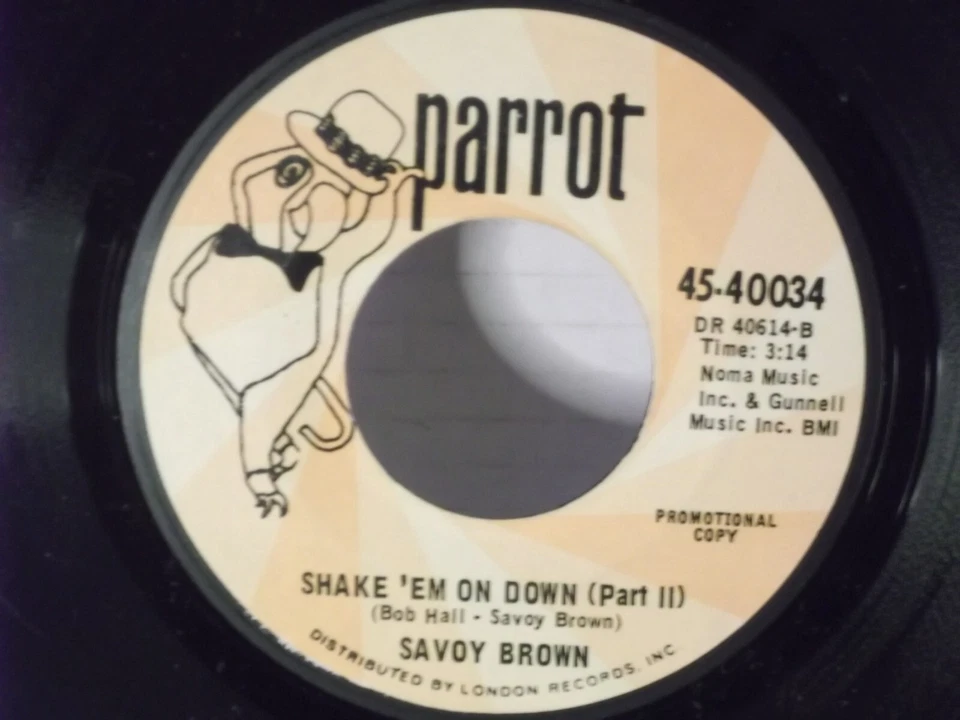 parrot
45-40034
DR 40614-B
Time: 3:14
Noma Music
Inc. & Gunnell
Music Inc. BMI
PROMOTIONAL
COPY
SHAKE 'EM ON DOWN (Part II)
(Bob Hall - Savoy Brown)
SAVOY BROWN
DISTRIBUTED BY LONDON RECORDS, INC.